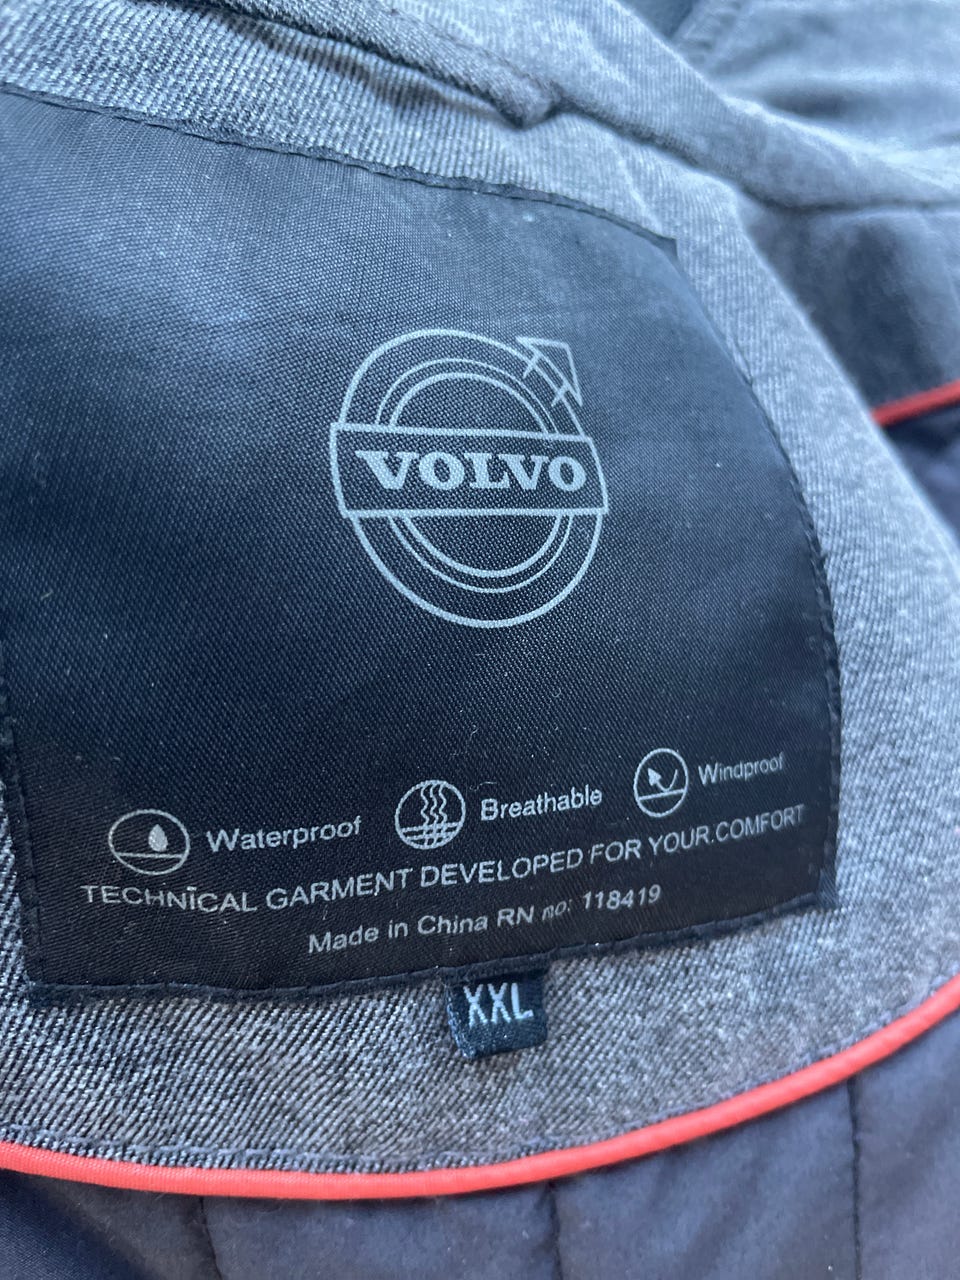 VOLVO
Waterproof Breathable Windproof
TECHNICAL GARMENT DEVELOPED FOR YOUR COMFORT
Made in China RN no: 118419
XXL